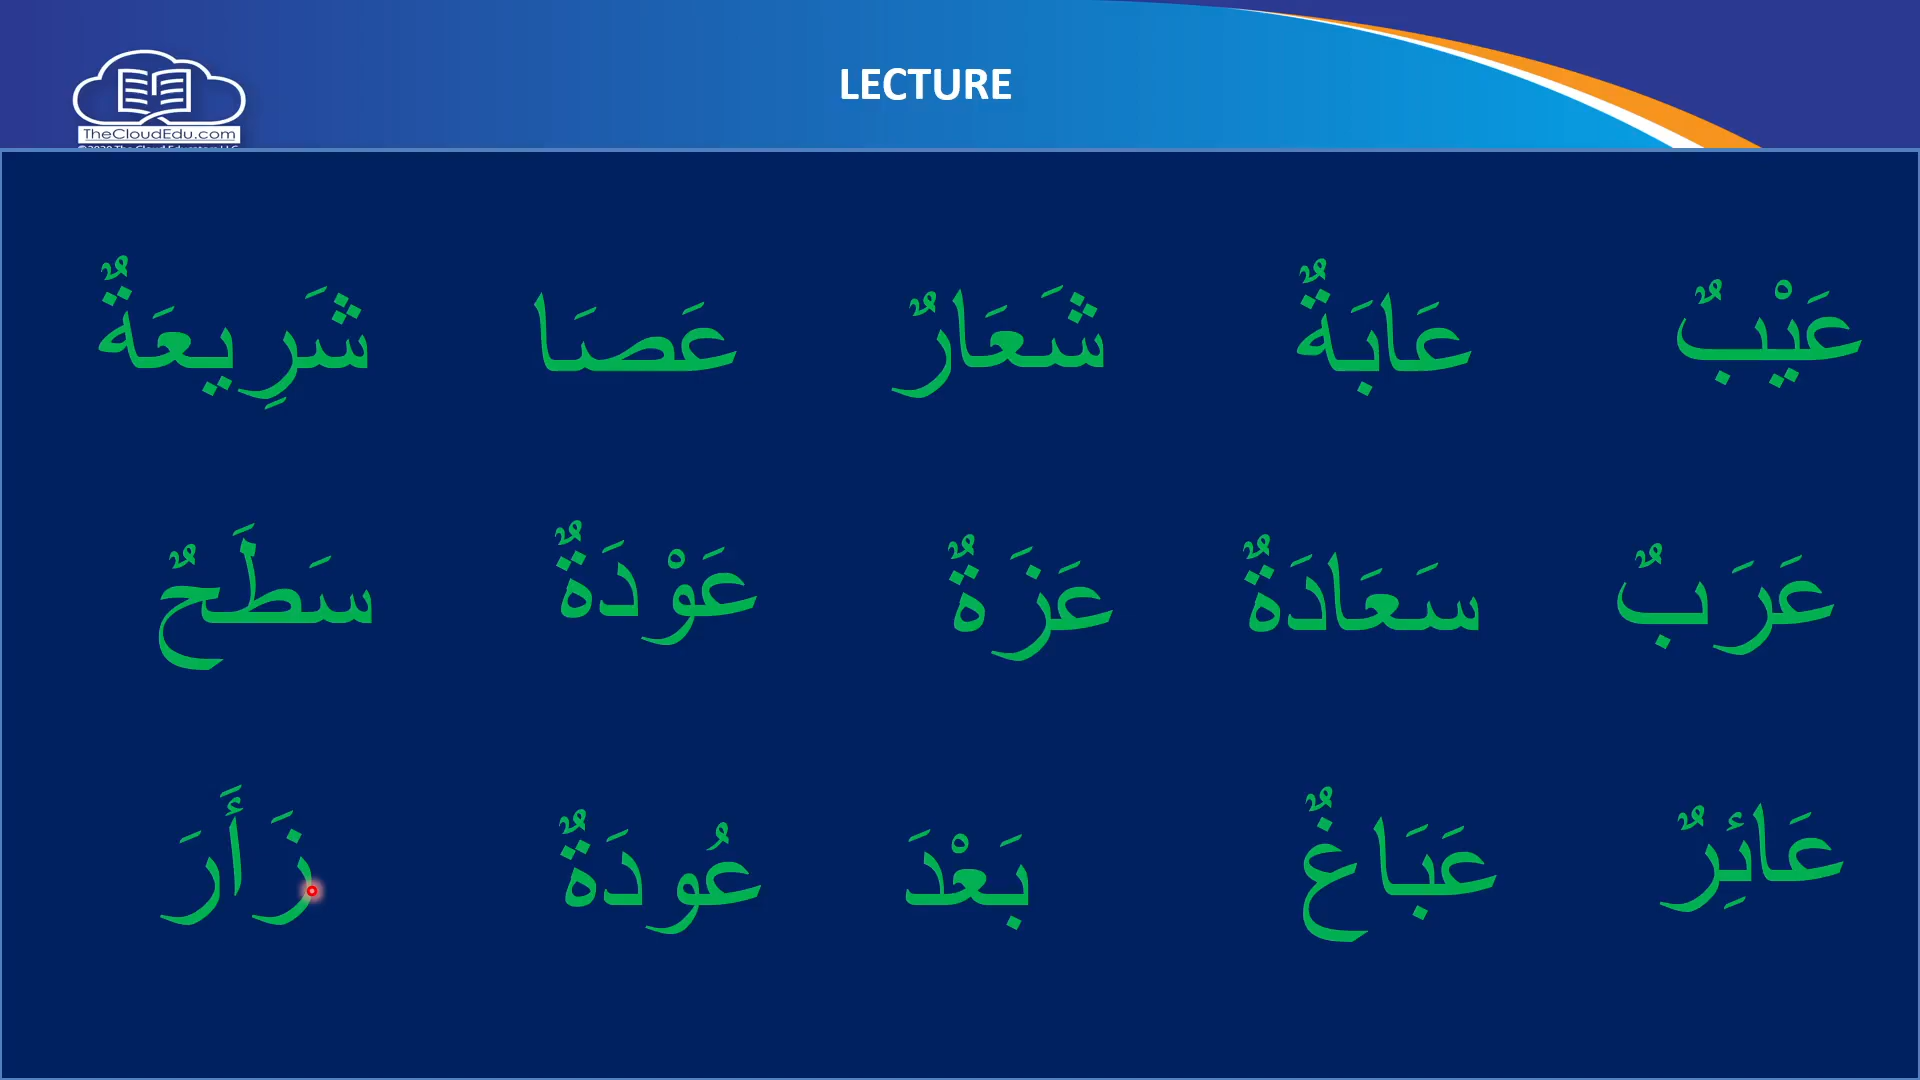 LECTURE
TheCloudEdu.com
عَيْبٌ عَابَةٌ شَعَارٌ عَصَا شَرِيعَةٌ
عَرَبٌ سَعَادَةٌ عَزَةٌ عَوْدَةٌ سَطَحٌ
عَائِرٌ عَبَاغٌ بَعْدَ عُودَةٌ زَأَرَ